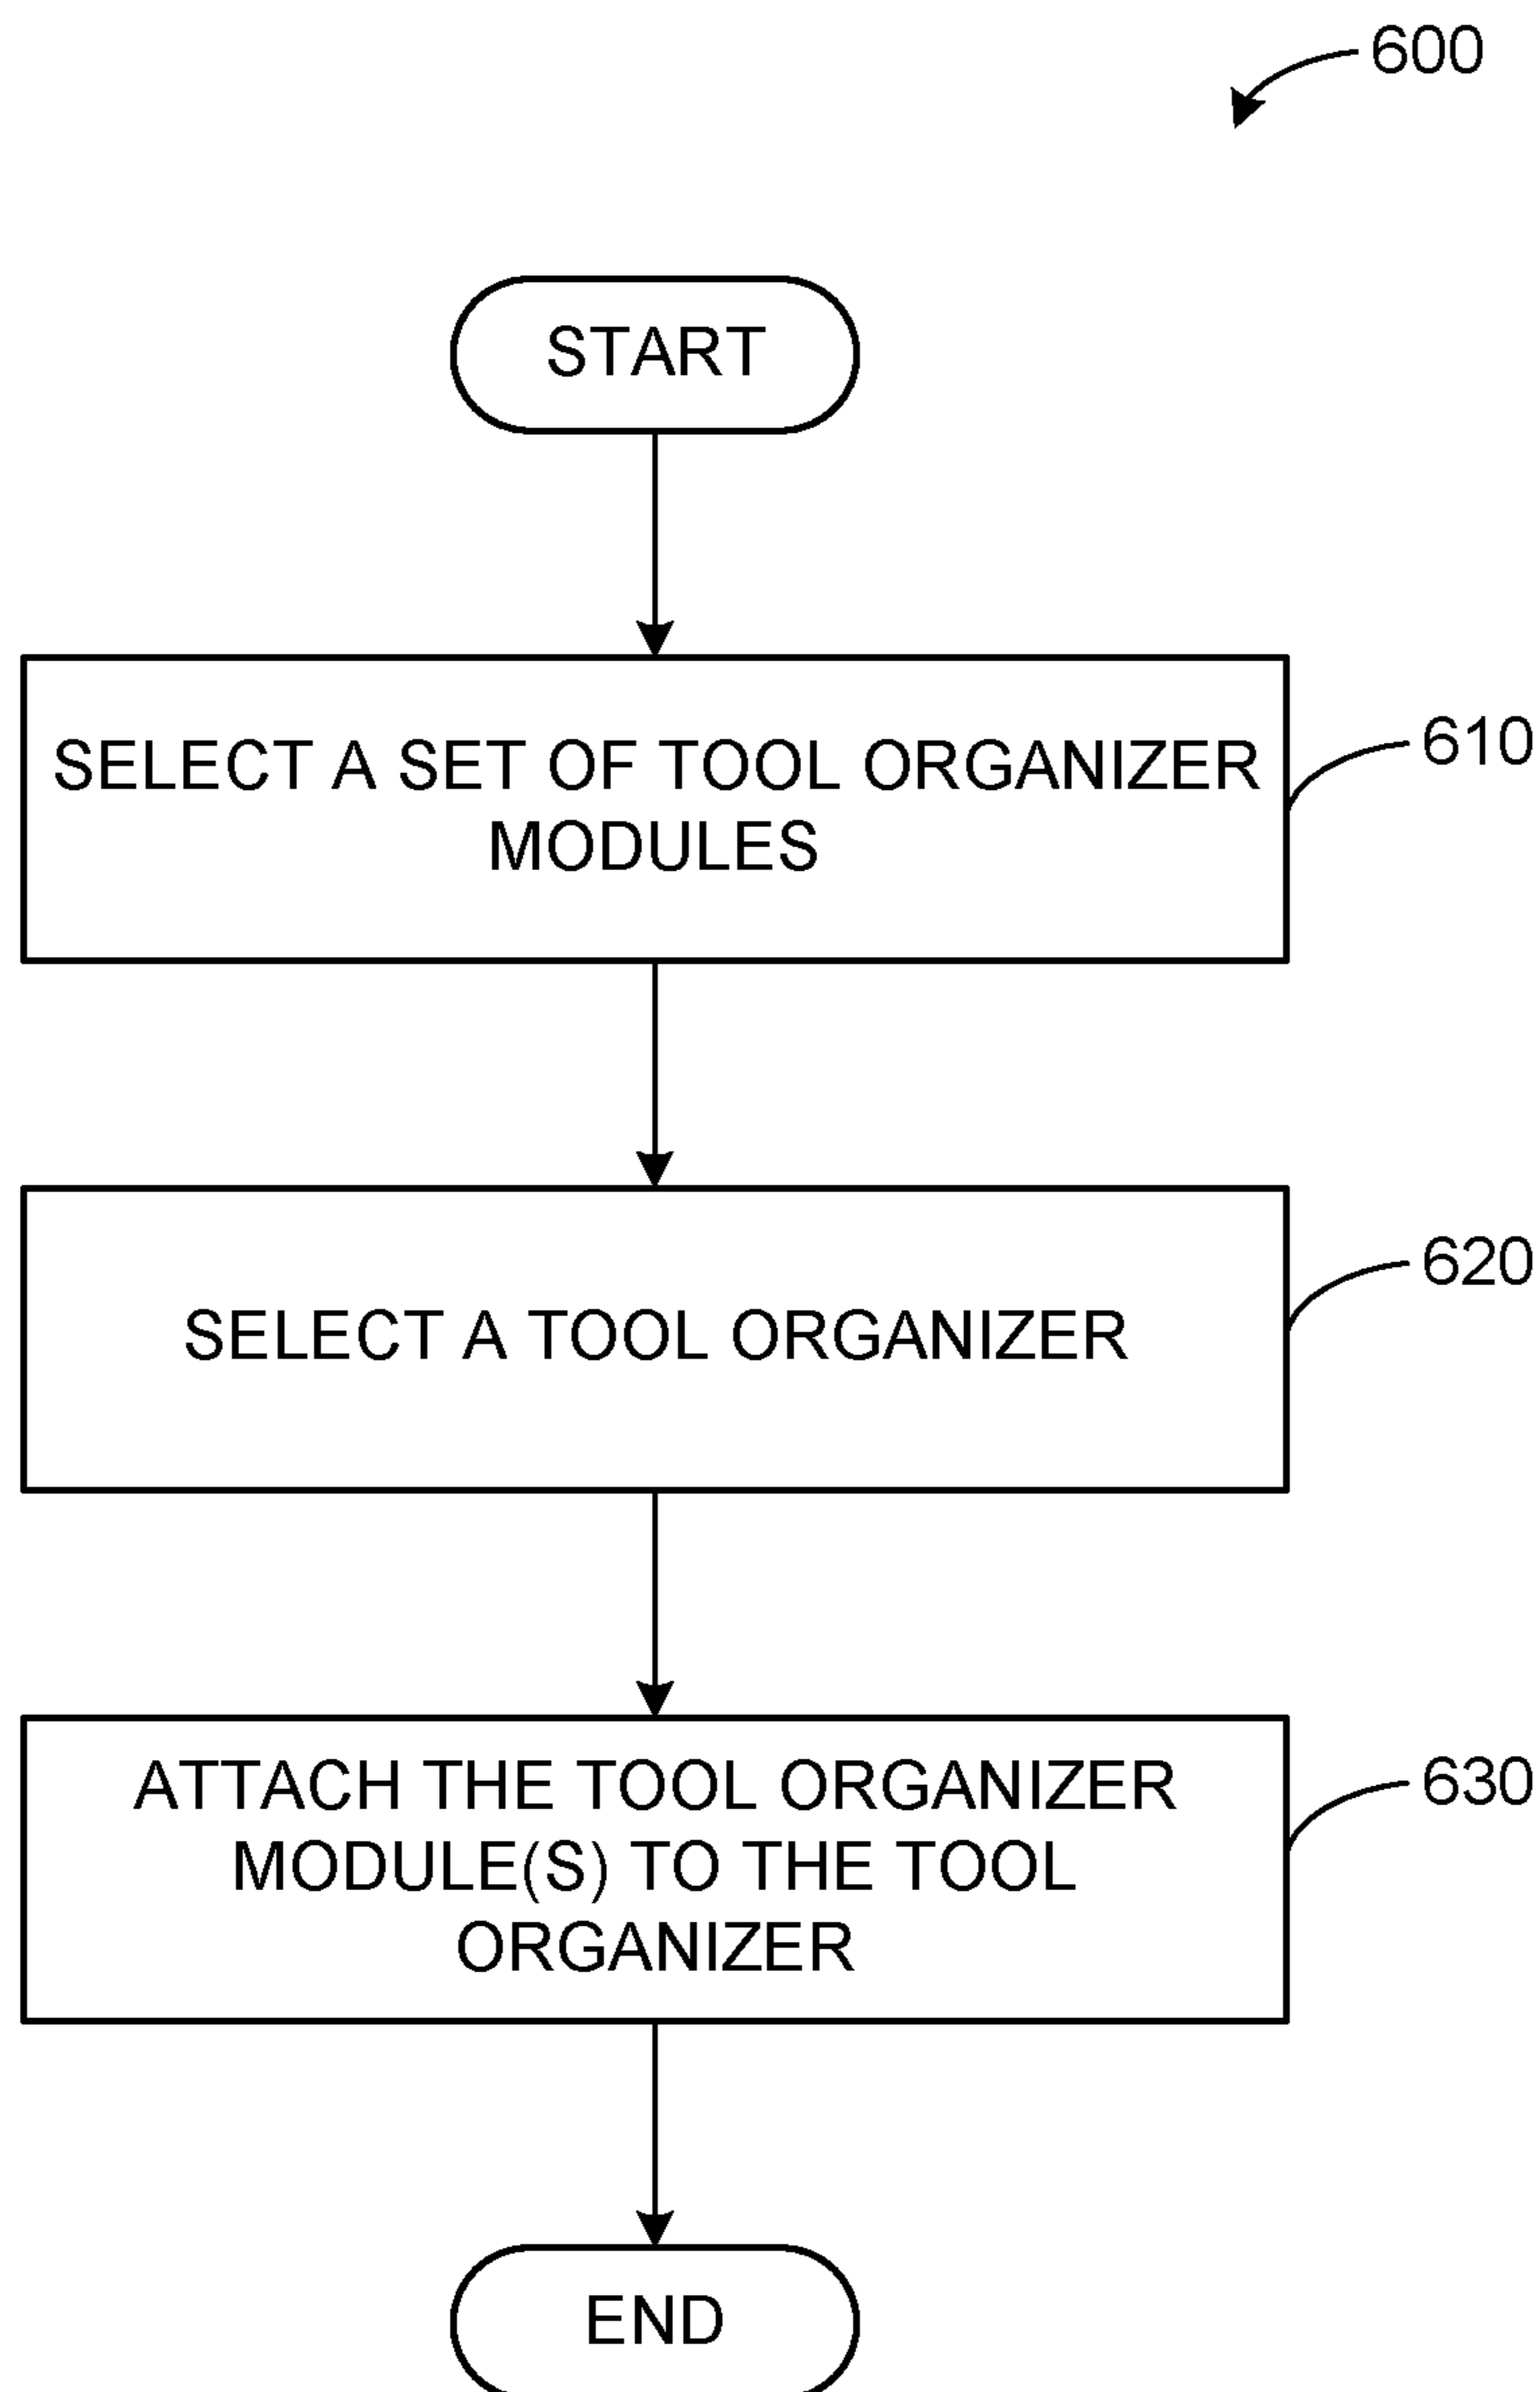 600
START
SELECT A SET OF TOOL ORGANIZER
MODULES
610
SELECT A TOOL ORGANIZER
620
ATTACH THE TOOL ORGANIZER
MODULE(S) TO THE TOOL
ORGANIZER
630
END